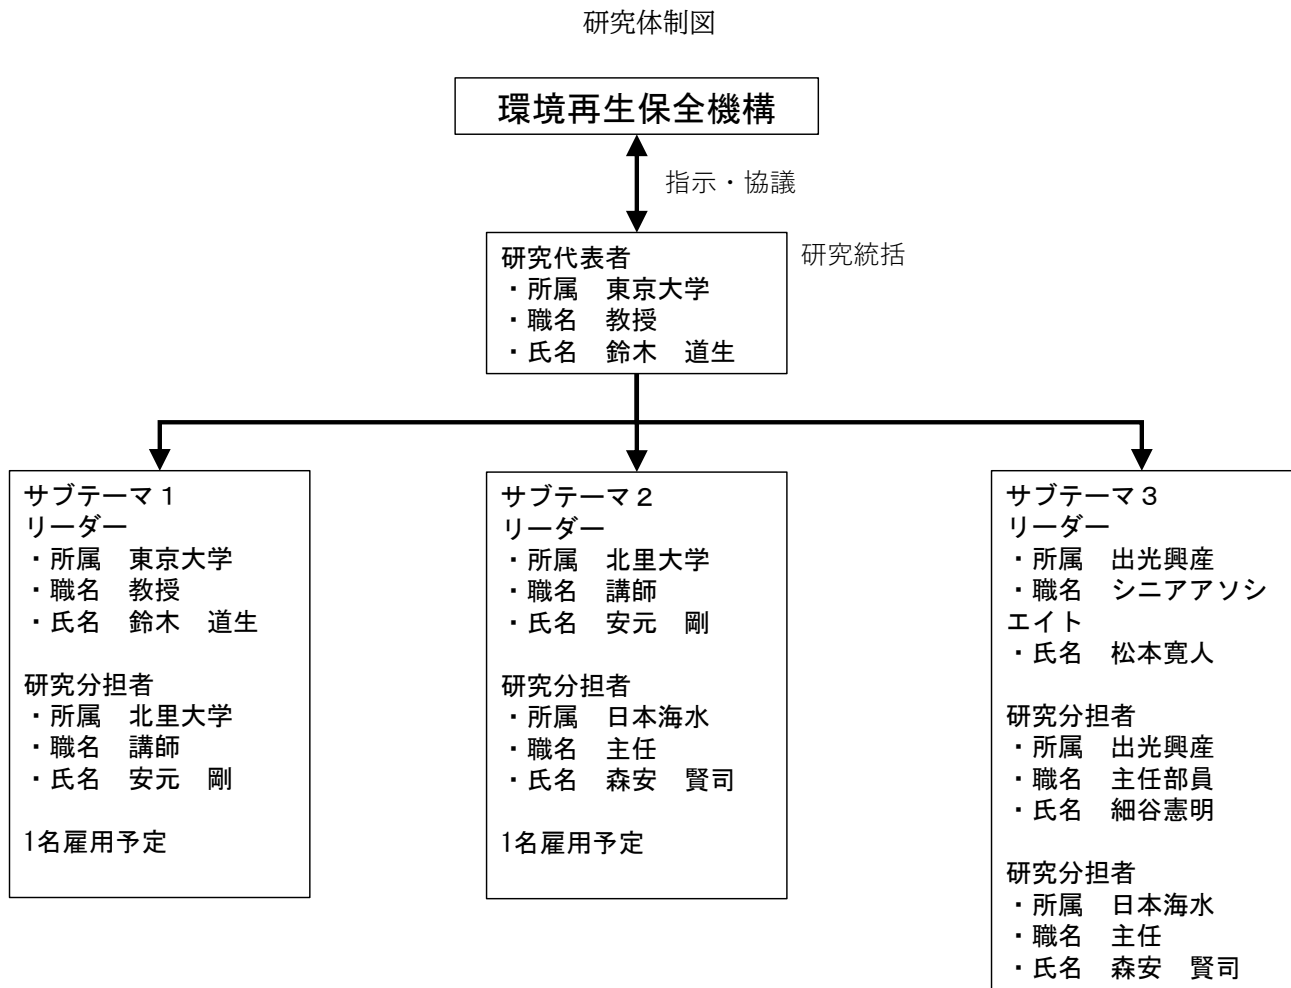 研究体制図
環境再生保全機構
指示・協議
研究代表者
・所属　東京大学
・職名　教授
・氏名　鈴木　道生
研究統括
サブテーマ１
リーダー
・所属　東京大学
・職名　教授
・氏名　鈴木　道生
研究分担者
・所属　北里大学
・職名　講師
・氏名　安元　剛
1名雇用予定
サブテーマ２
リーダー
・所属　北里大学
・職名　講師
・氏名　安元　剛
研究分担者
・所属　日本海水
・職名　主任
・氏名　森安　賢司
1名雇用予定
サブテーマ３
リーダー
・所属　出光興産
・職名　シニアアソシ
エイト
・氏名　松本寛人
研究分担者
・所属　出光興産
・職名　主任部員
・氏名　細谷憲明
研究分担者
・所属　日本海水
・職名　主任
・氏名　森安　賢司